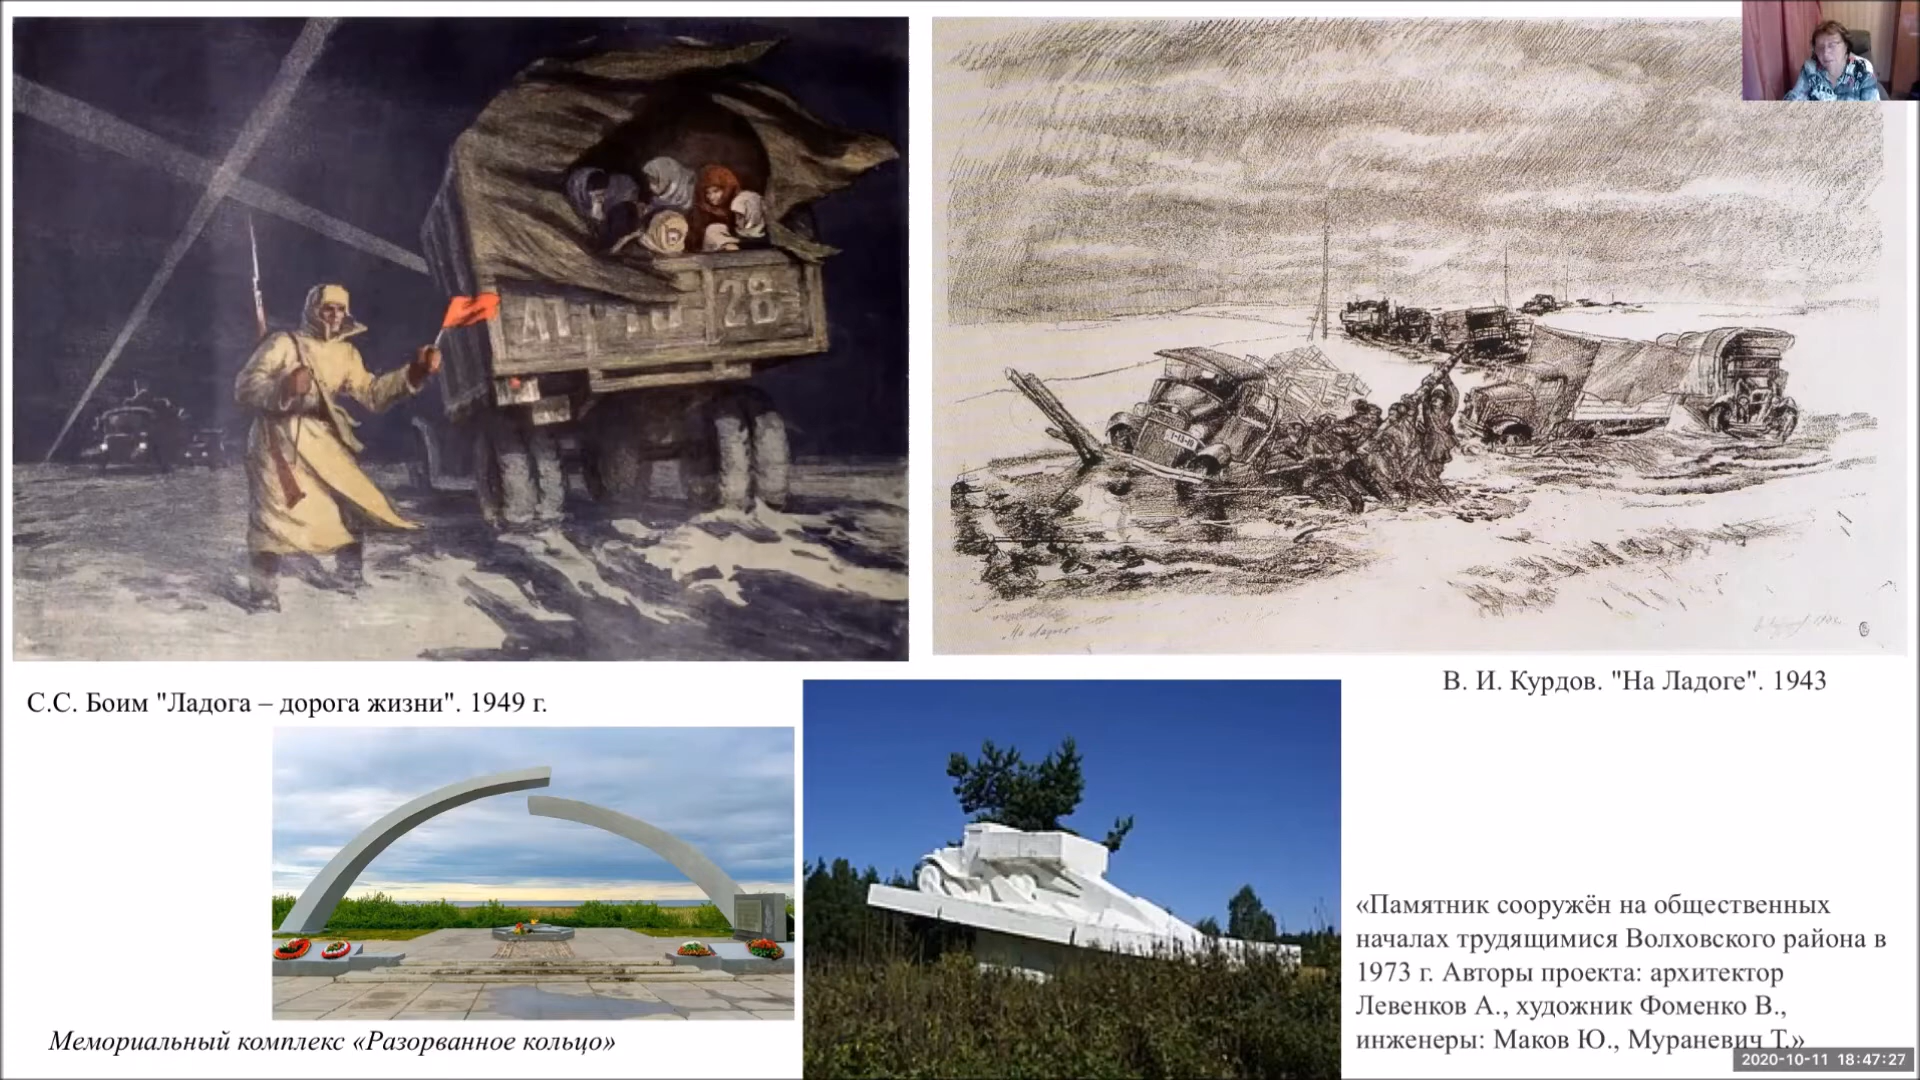 28
С.С. Боим "Ладога – дорога жизни". 1949 г.
В. И. Курдов. "На Ладоге". 1943
Мемориальный комплекс «Разорванное кольцо»
«Памятник сооружён на общественных
началах трудящимися Волховского района в
1973 г. Авторы проекта: архитектор
Левенков А., художник Фоменко В.,
инженеры: Маков Ю., Мураневич Т.»
2020-10-11 18:47:27